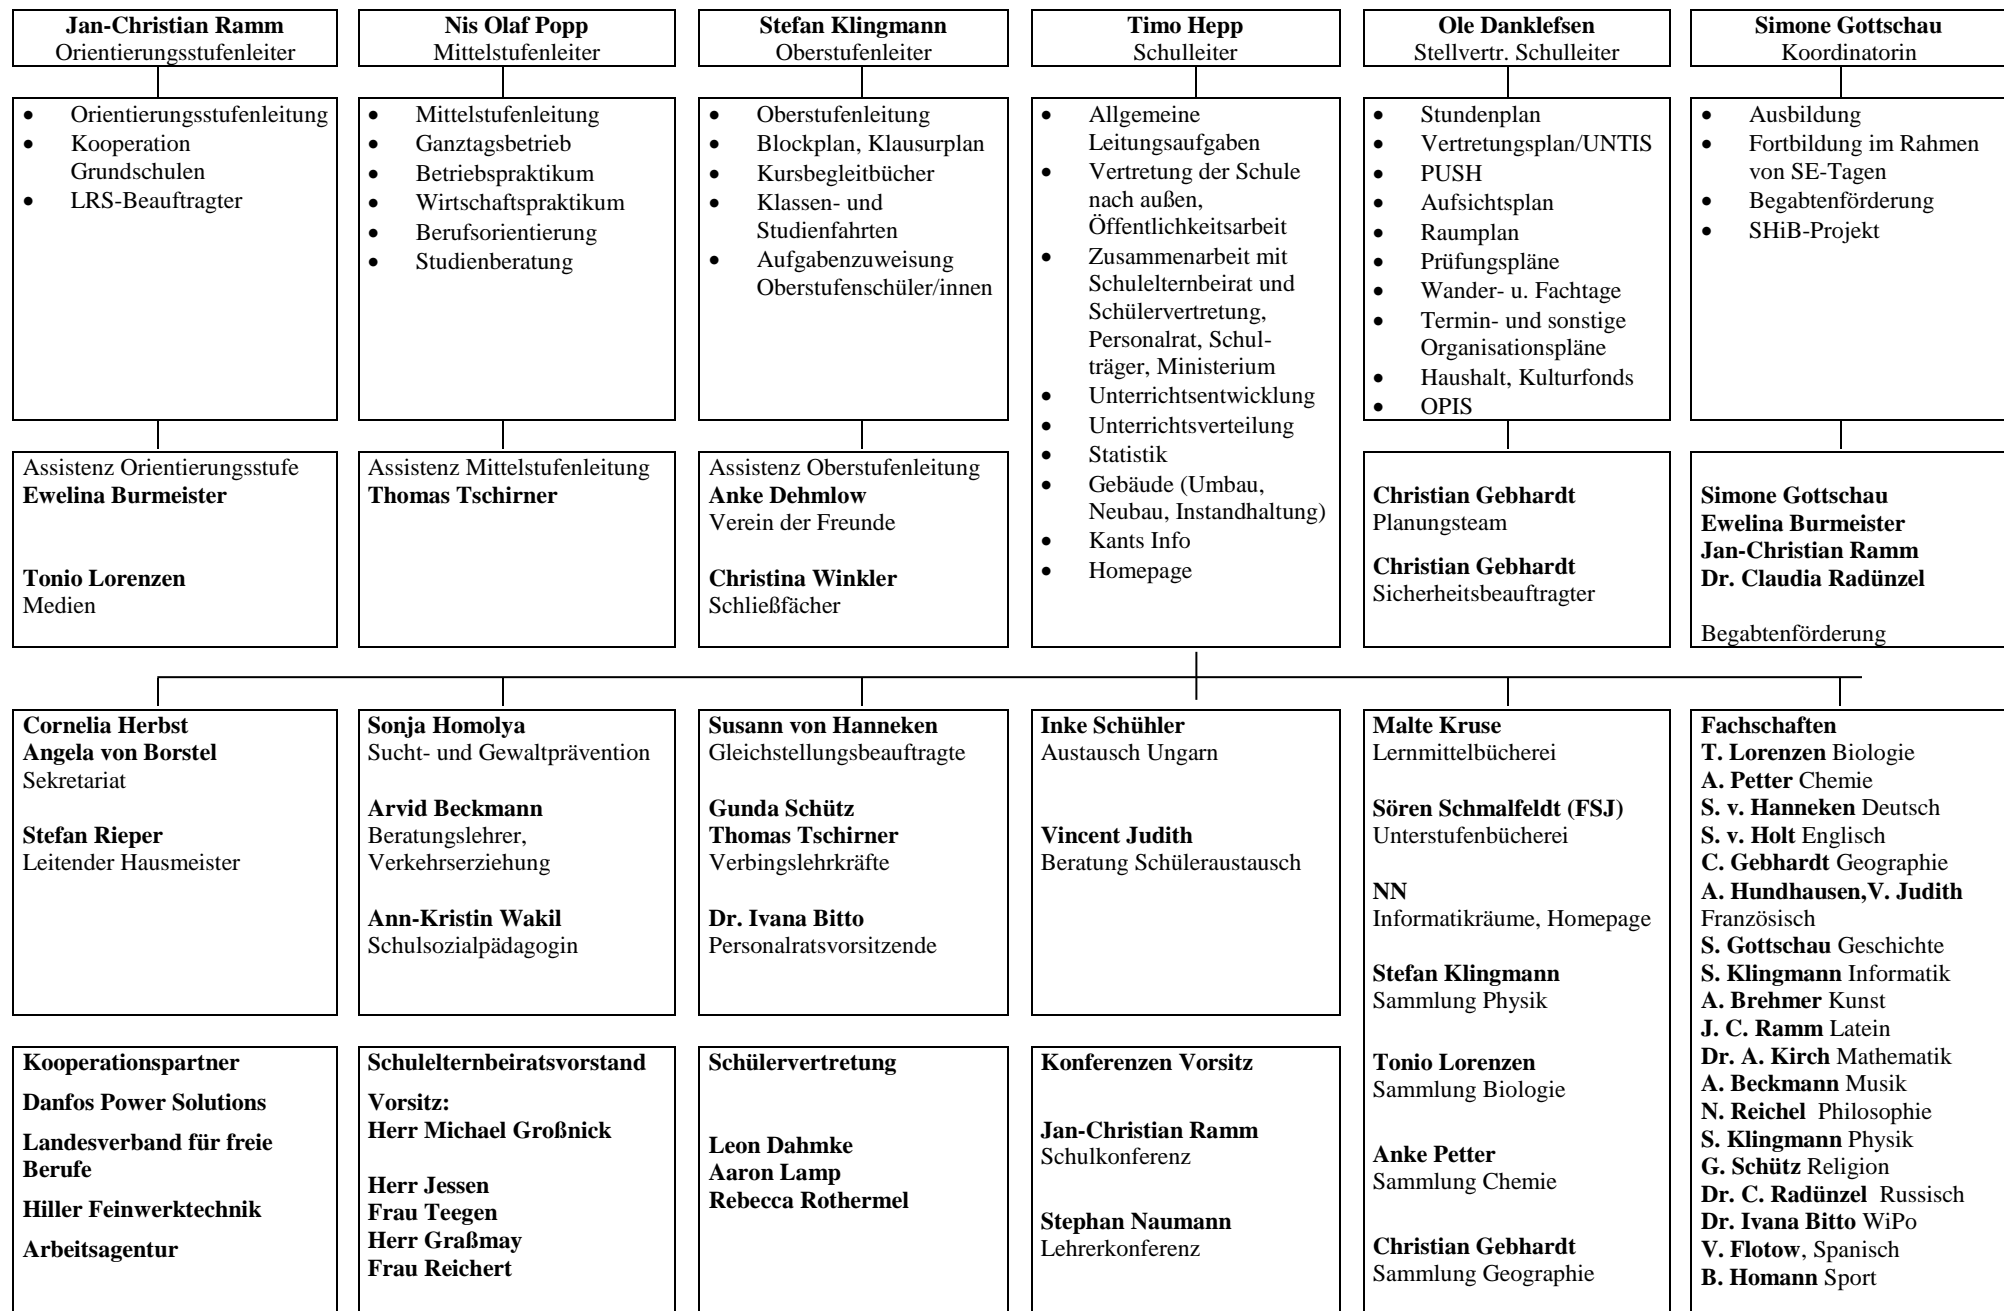 Jan-Christian Ramm
Orientierungsstufenleiter
Nis Olaf Popp
Mittelstufenleiter
Stefan Klingmann
Oberstufenleiter
Timo Hepp
Schulleiter
Ole Danklefsen
Stellvertr. Schulleiter
Simone Gottschau
Koordinatorin
• Orientierungsstufenleitung
• Kooperation
Grundschulen
• LRS-Beauftragter
• Mittelstufenleitung
• Ganztagsbetrieb
• Betriebspraktikum
• Wirtschaftspraktikum
• Berufsorientierung
• Studienberatung
• Oberstufenleitung
• Blockplan, Klausurplan
• Kursbegleitbücher
• Klassen- und
Studienfahrten
• Aufgabenzuweisung
Oberstufenschüler/innen
• Allgemeine
Leitungsaufgaben
• Vertretung der Schule
nach außen,
Öffentlichkeitsarbeit
• Zusammenarbeit mit
Schulelternbeirat und
Schülervertretung,
Personalrat, Schul-
träger, Ministerium
• Unterrichtsentwicklung
• Unterrichtsverteilung
• Statistik
• Gebäude (Umbau,
Neubau, Instandhaltung)
• Kants Info
• Homepage
• Stundenplan
• Vertretungsplan/UNTIS
• PUSH
• Aufsichtsplan
• Raumplan
• Prüfungspläne
• Wander- u. Fachtage
• Termin- und sonstige
Organisationspläne
• Haushalt, Kulturfonds
• OPIS
• Ausbildung
• Fortbildung im Rahmen
von SE-Tagen
• Begabtenförderung
• SHiB-Projekt
Assistenz Orientierungsstufe
Ewelina Burmeister
Tonio Lorenzen
Medien
Assistenz Mittelstufenleitung
Thomas Tschirner
Assistenz Oberstufenleitung
Anke Dehmlow
Verein der Freunde
Christina Winkler
Schließfächer
Christian Gebhardt
Planungsteam
Christian Gebhardt
Sicherheitsbeauftragter
Simone Gottschau
Ewelina Burmeister
Jan-Christian Ramm
Dr. Claudia Radünzel
Begabtenförderung
Cornelia Herbst
Angela von Borstel
Sekretariat
Stefan Rieper
Leitender Hausmeister
Sonja Homolya
Sucht- und Gewaltprävention
Arvid Beckmann
Beratungslehrer,
Verkehrserziehung
Ann-Kristin Wakil
Schulsozialpädagogin
Susann von Hanneken
Gleichstellungsbeauftragte
Gunda Schütz
Thomas Tschirner
Verbingslehrkräfte
Dr. Ivana Bitto
Personalratsvorsitzende
Inke Schühler
Austausch Ungarn
Vincent Judith
Beratung Schüleraustausch
Malte Kruse
Lernmittelbücherei
Sören Schmalfeldt (FSJ)
Unterstufenbücherei
NN
Informatikräume, Homepage
Stefan Klingmann
Sammlung Physik
Tonio Lorenzen
Sammlung Biologie
Anke Petter
Sammlung Chemie
Christian Gebhardt
Sammlung Geographie
Fachschaften
T. Lorenzen Biologie
A. Petter Chemie
S. v. Hanneken Deutsch
S. v. Holt Englisch
C. Gebhardt Geographie
A. Hundhausen,V. Judith
Französisch
S. Gottschau Geschichte
S. Klingmann Informatik
A. Brehmer Kunst
J. C. Ramm Latein
Dr. A. Kirch Mathematik
A. Beckmann Musik
N. Reichel Philosophie
S. Klingmann Physik
G. Schütz Religion
Dr. C. Radünzel Russisch
Dr. Ivana Bitto WiPo
V. Flotow, Spanisch
B. Homann Sport
Kooperationspartner
Danfos Power Solutions
Landesverband für freie
Berufe
Hiller Feinwerktechnik
Arbeitsagentur
Schulelternbeiratsvorstand
Vorsitz:
Herr Michael Großnick
Herr Jessen
Frau Teegen
Herr Graßmay
Frau Reichert
Schülervertretung
Leon Dahmke
Aaron Lamp
Rebecca Rothermel
Konferenzen Vorsitz
Jan-Christian Ramm
Schulkonferenz
Stephan Naumann
Lehrerkonferenz